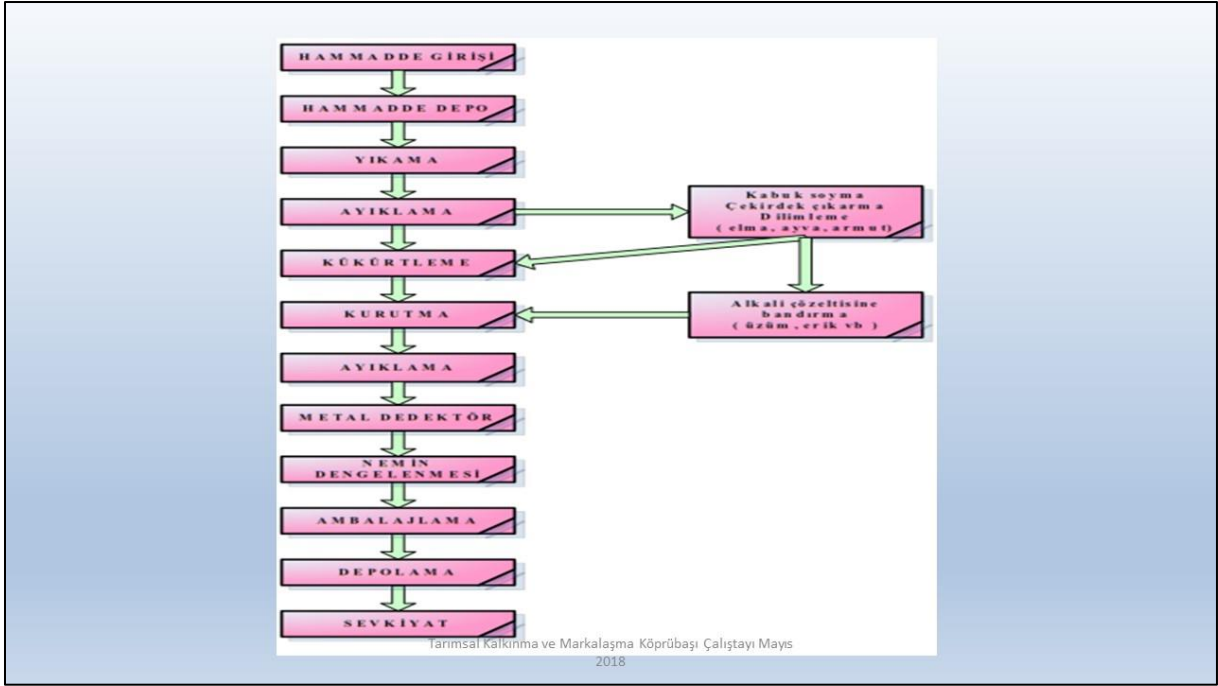 HAMMADDE GİRİŞİ
HAMMADDE DEPO
YIKAMA
AYIKLAMA
KÜKÜRTLEME
KURUTMA
AYIKLAMA
METAL DEDEKTÖR
NEMİN
DENGELENMESİ
AMBALAJLAMA
DEPOLAMA
SEVKİYAT
Kabuk soyma
Çekirdek çıkarma
Dilimleme
( elma, ayva, armut)
Alkali çözeltisine
bandırma
( üzüm ,erik vb )
Tarımsal Kalkınma ve Markalaşma Köprübaşı Çalıştayı Mayıs
2018